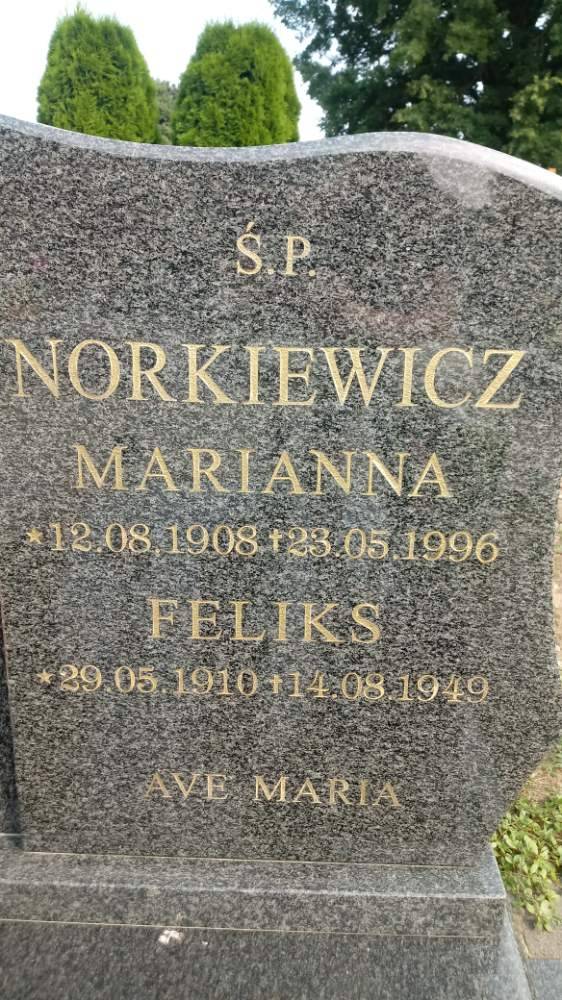 Ś.P.
NORKIEWICZ
MARIANNA
*12.08.1908 †23.05.1996
FELIKS
*29.05.1910 †14.08.1949
AVE MARIA